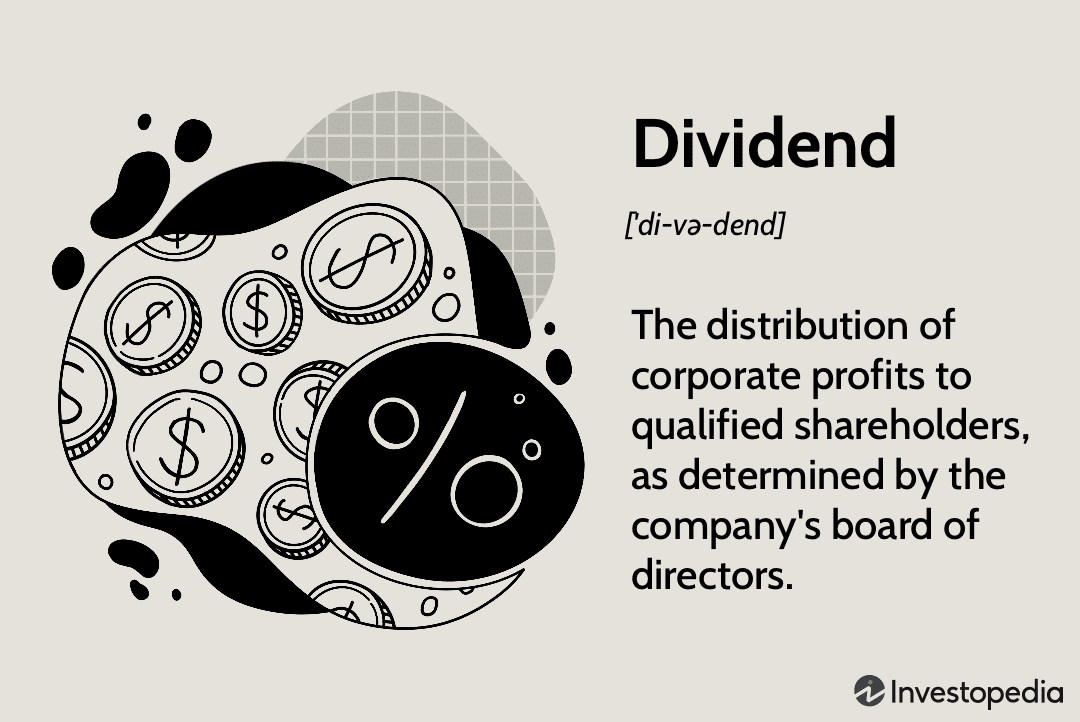 Dividend
['di-və-dend]
The distribution of
corporate profits to
qualified shareholders,
as determined by the
company's board of
directors.
$
$
$
$
$
$
$
$
$
%
Investopedia